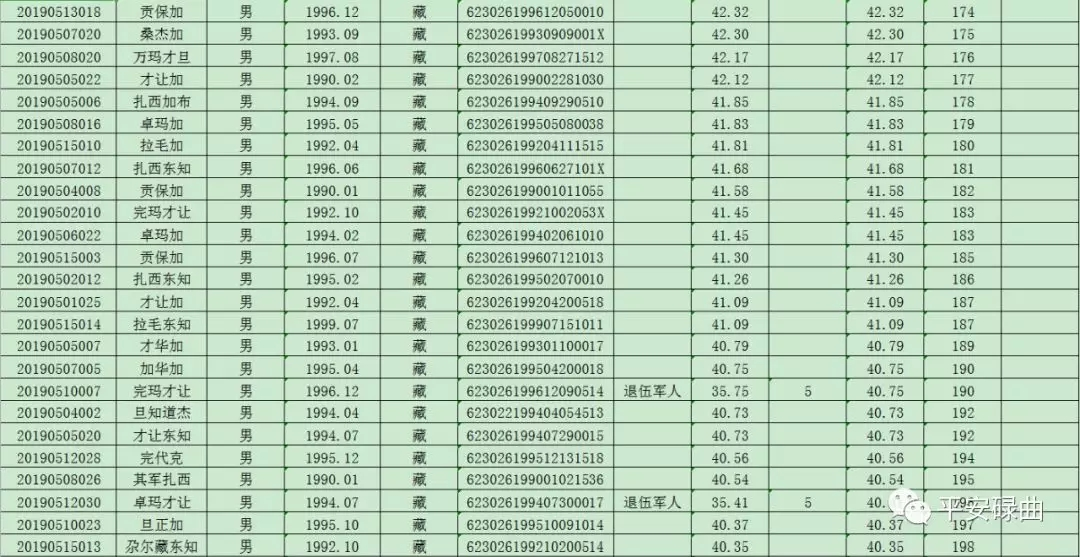 20190513018 贡保加 男 1996.12 藏 623026199612050010 42.32 42.32 174
20190507020 桑杰加 男 1993.09 藏 62302619930909001X 42.30 42.30 175
20190508020 万玛才旦 男 1997.08 藏 623026199708271512 42.17 42.17 176
20190505022 才让加 男 1990.02 藏 623026199002281030 42.12 42.12 177
20190505006 扎西加布 男 1994.09 藏 623026199409290510 41.85 41.85 178
20190508016 卓玛加 男 1995.05 藏 623026199505080038 41.83 41.83 179
20190515010 拉毛加 男 1992.04 藏 623026199204111515 41.81 41.81 180
20190507012 扎西东知 男 1996.06 藏 62302619960627101X 41.68 41.68 181
20190504008 贡保加 男 1990.01 藏 623026199001011055 41.58 41.58 182
20190502010 完玛才让 男 1992.10 藏 62302619921002053X 41.45 41.45 183
20190506022 卓玛加 男 1994.02 藏 623026199402061010 41.45 41.45 183
20190515003 贡保加 男 1996.07 藏 623026199607121013 41.30 41.30 185
20190502012 扎西东知 男 1995.02 藏 623026199502070010 41.26 41.26 186
20190501025 才让加 男 1992.04 藏 623026199204200518 41.09 41.09 187
20190515014 拉毛东知 男 1999.07 藏 623026199907151011 41.09 41.09 187
20190505007 才华加 男 1993.01 藏 623026199301100017 40.79 40.79 189
20190507005 加华加 男 1995.04 藏 623026199504200018 40.75 40.75 190
20190510007 完玛才让 男 1996.12 藏 623026199612090514 退伍军人 35.75 5 40.75 190
20190504002 旦知道杰 男 1994.04 藏 623022199404054513 40.73 40.73 192
20190505020 才让东知 男 1994.07 藏 623026199407290015 40.73 40.73 192
20190512028 完代克 男 1995.12 藏 623026199512131518 40.56 40.56 194
20190508026 其军扎西 男 1990.01 藏 623026199001021536 40.54 40.54 195
20190512030 卓玛才让 男 1994.07 藏 623026199407300017 退伍军人 35.41 5
20190510023 旦正加 男 1995.10 藏 623026199510091014 40.37 40.37 197
20190515013 尕尔藏东知 男 1992.10 藏 623026199210200514 40.35 40.35 198
平安碌曲